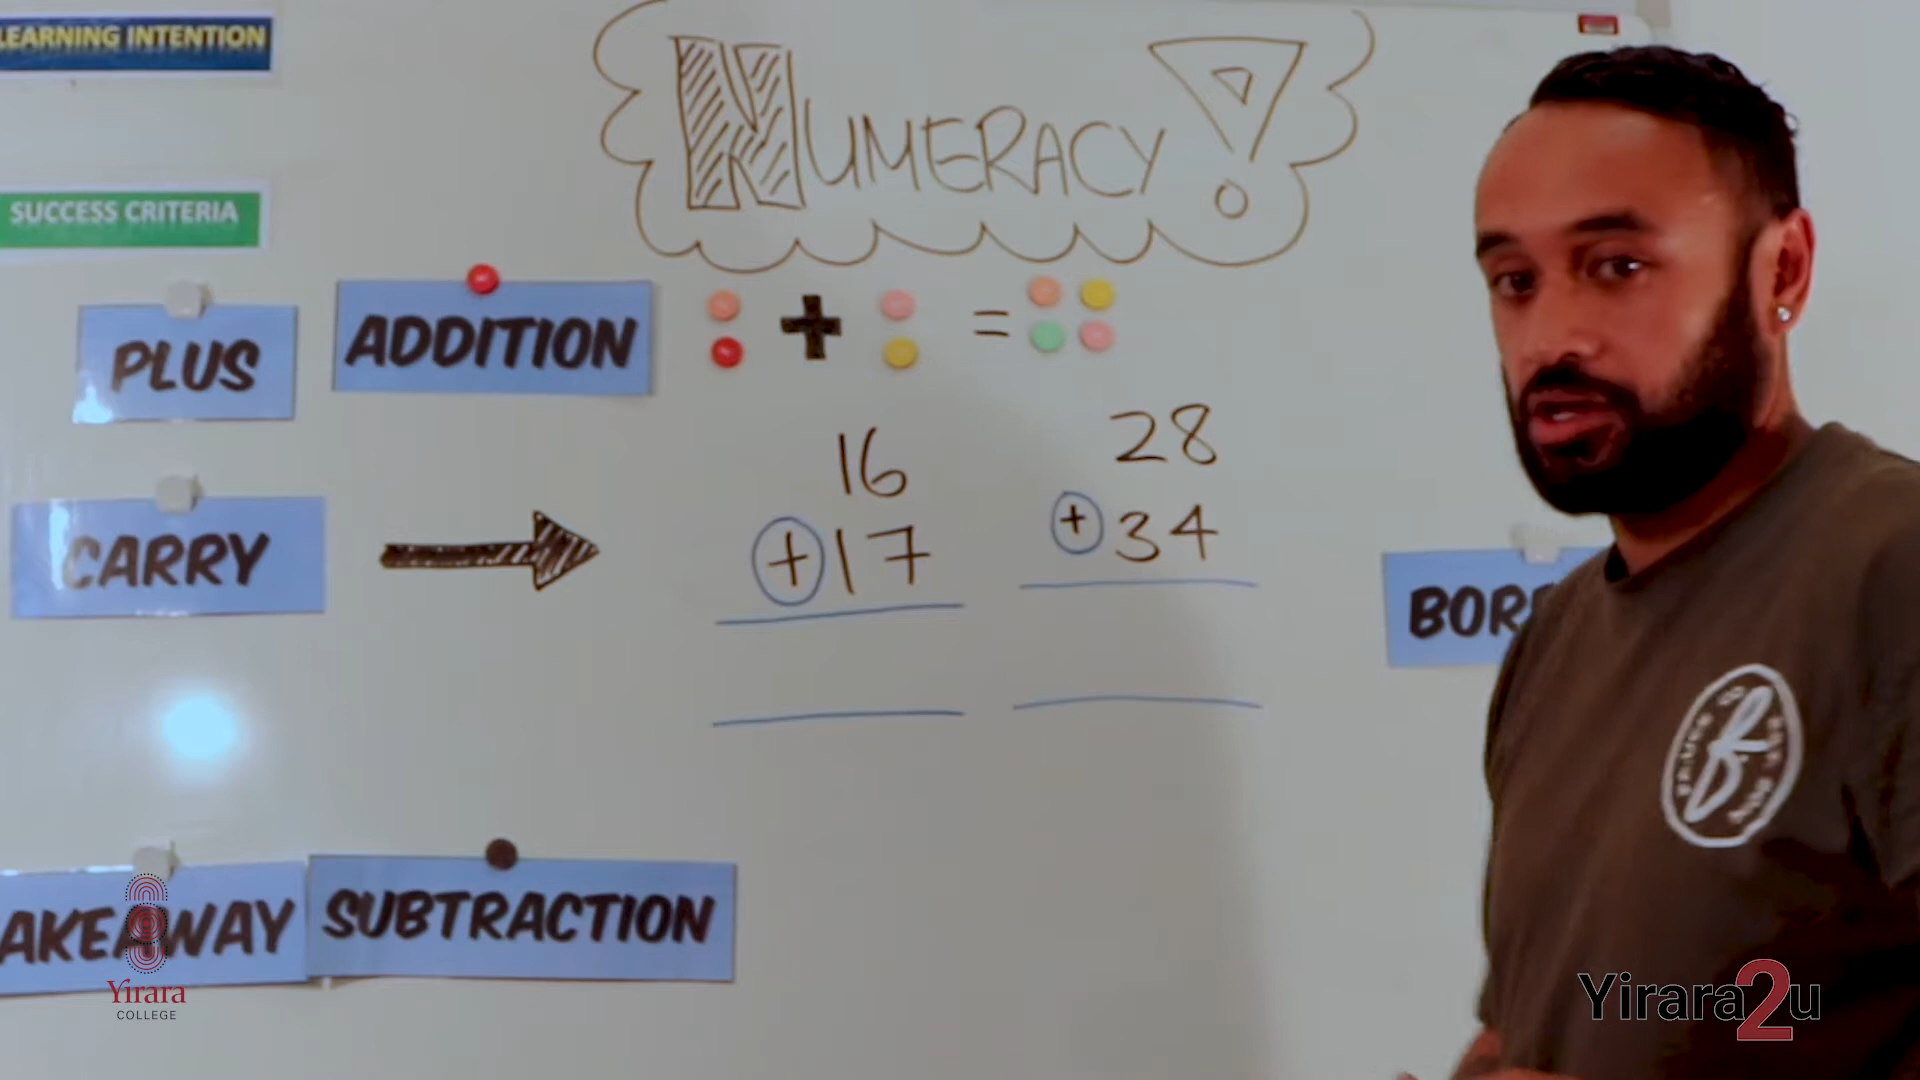 LEARNING INTENTION
NUMERACY!
SUCCESS CRITERIA
PLUS
ADDITION
+ =
16
+17
28
+34
CARRY
BOR
AKEAWAY
SUBTRACTION
Yirara
COLLEGE
B
Yirara2u